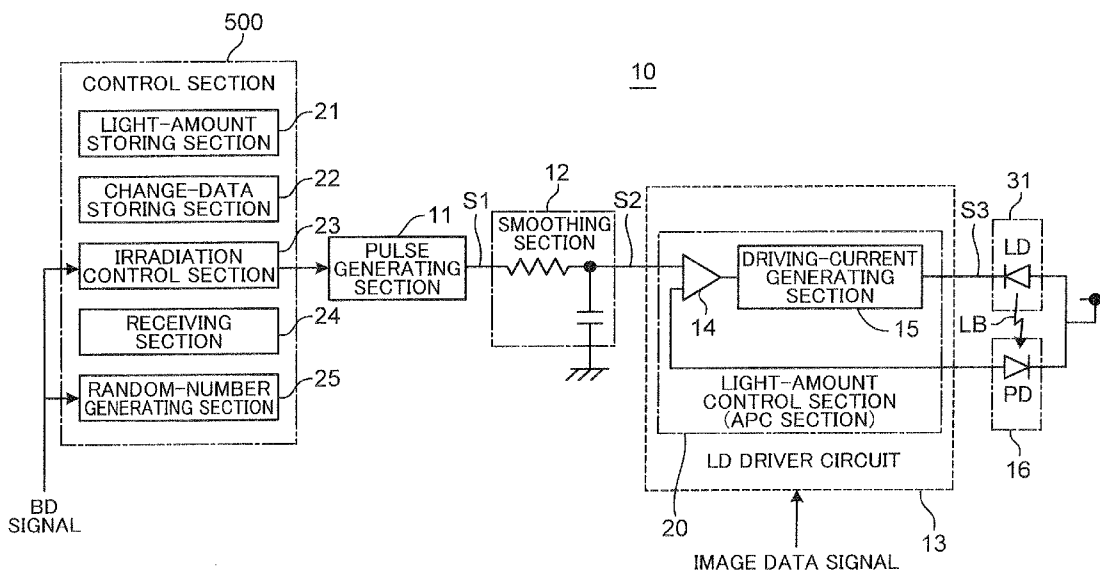 500
CONTROL SECTION
10
LIGHT-AMOUNT
STORING SECTION
21
CHANGE-DATA
STORING SECTION
22
IRRADIATION
CONTROL SECTION
23
RECEIVING
SECTION
24
RANDOM-NUMBER
GENERATING SECTION
25
BD
SIGNAL
11
PULSE
GENERATING
SECTION
S1
12
SMOOTHING
SECTION
S2
14
DRIVING-CURRENT
GENERATING
SECTION
15
S3
31
LD
LB
PD
16
LIGHT-AMOUNT
CONTROL SECTION
(APC SECTION)
LD DRIVER CIRCUIT
20
13
IMAGE DATA SIGNAL